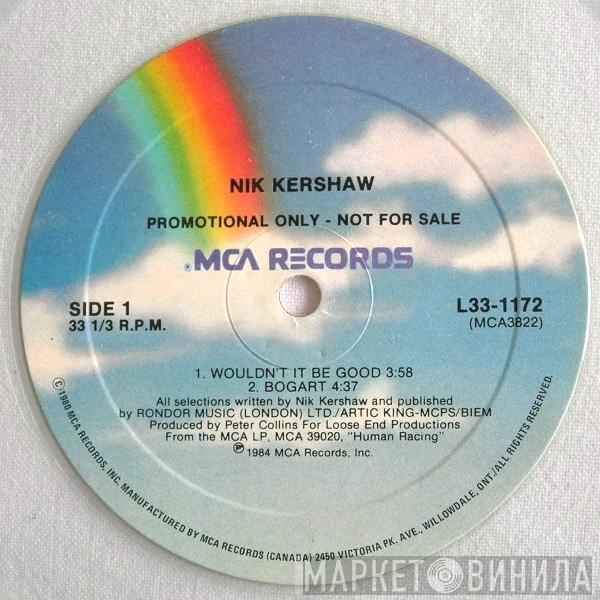 NIK KERSHAW
PROMOTIONAL ONLY - NOT FOR SALE
® MCA RECORDS
SIDE 1
33 1/3 R.P.M.
L33-1172
(MCA3822)
1. WOULDN'T IT BE GOOD 3:58
2. BOGART 4:37
All selections written by Nik Kershaw and published
by RONDOR MUSIC (LONDON) LTD./ARTIC KING-MCPS/BIEM
Produced by Peter Collins For Loose End Productions
From the MCA LP, MCA 39020, "Human Racing"
℗ 1984 MCA Records, Inc.
© 1980 MCA RECORDS, INC. MANUFACTURED BY MCA RECORDS (CANADA) 2450 VICTORIA PK. AVE., WILLOWDALE, ONT./ALL RIGHTS RESERVED.
МАРКЕТ ВИНИЛА